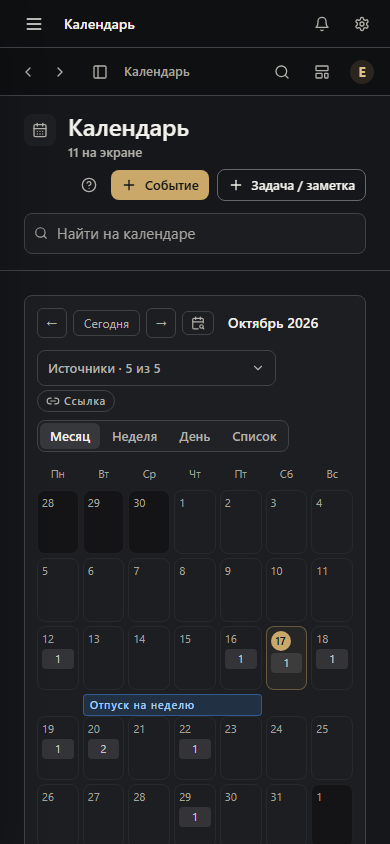 Календарь
Календарь
E
Календарь
11 на экране
Событие
Задача / заметка
Найти на календаре
Сегодня
Октябрь 2026
Источники · 5 из 5
Ссылка
Месяц Неделя День Список
Пн Вт Ср Чт Пт Сб Вс
28 29 30 1 2 3 4
5 6 7 8 9 10 11
12 13 14 15 16 17 18
1 1 1 1
Отпуск на неделю
19 20 21 22 23 24 25
1 2 1
26 27 28 29 30 31 1
1